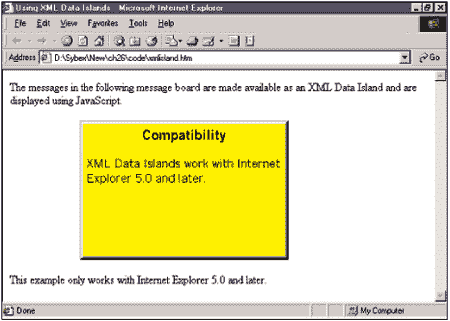 Using XML Data Islands - Microsoft Internet Explorer
File Edit View Favorites Tools Help
Address D:\Sybex\New\ch26\code\xmlisland.htm Go
The messages in the following message board are made available as an XML Data Island and are
displayed using JavaScript.
Compatibility
XML Data Islands work with Internet
Explorer 5.0 and later.
This example only works with Internet Explorer 5.0 and later.
Done My Computer